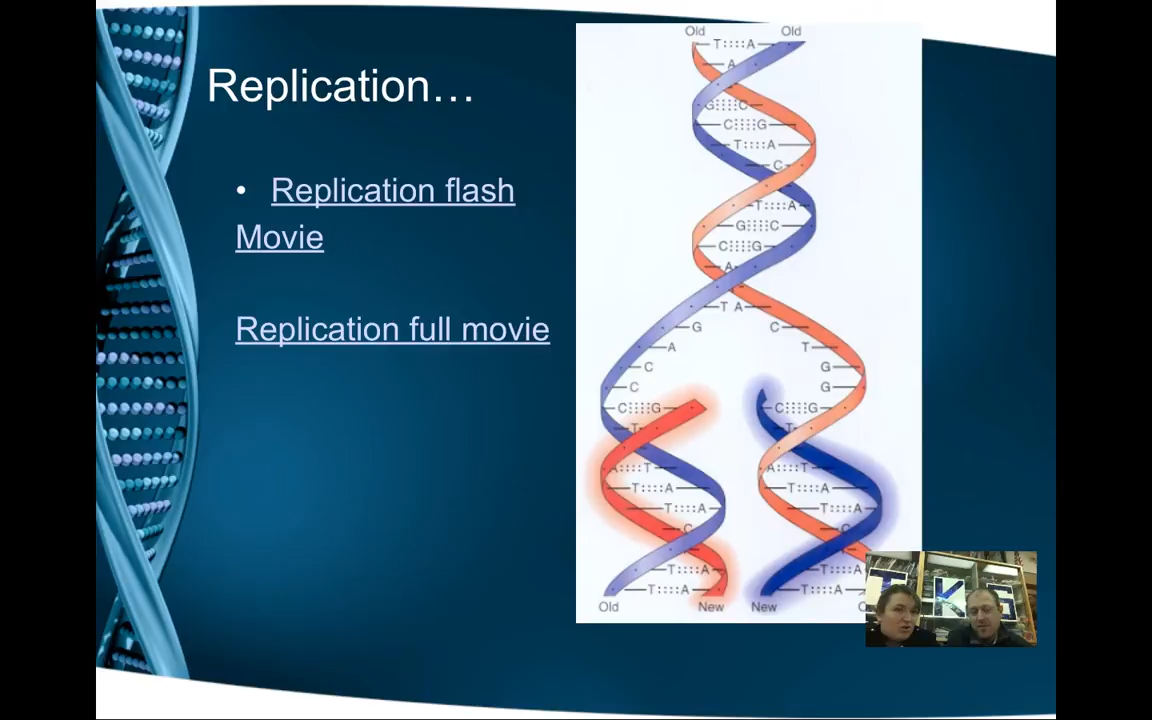 Replication…
• Replication flash
Movie
Replication full movie
Old Old
T::::A
A
G::::C
C::::G
T::::A
C
T::::A
G::::C
C::::G
A
T A
G C
A T
C G
C G
C::::G C::::G
T T
A::::T A::::T
T::::A T::::A
T::::A T::::A
C C
T::::A T::::A
T::::A T::::A
Old New New
T K S